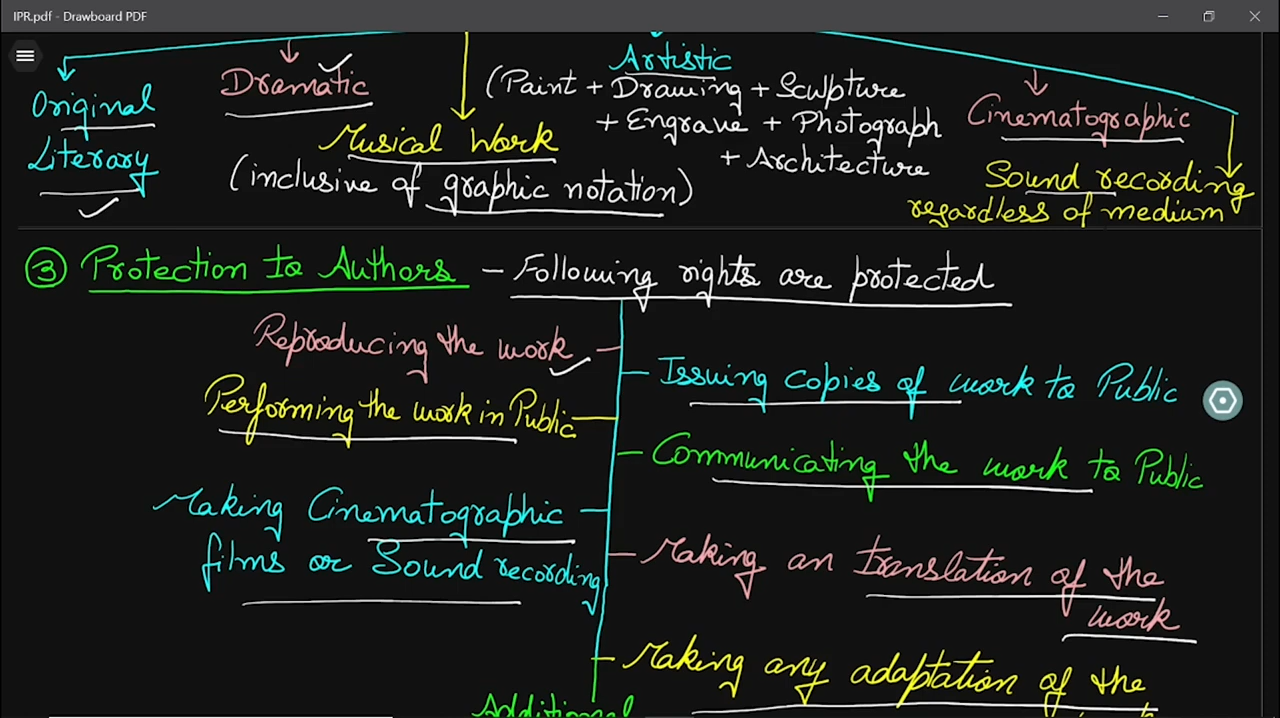 IPR.pdf - Drawboard PDF
Original
Literary
Dramatic
Musical Work
(inclusive of graphic notation)
Artistic
(Paint + Drawing + Sculpture
+ Engrave + Photograph
+ Architecture
Cinematographic
Sound recording
regardless of medium
③ Protection to Authors - Following rights are protected
Reproducing the work
Issuing copies of work to Public
Performing the work in Public
Communicating the work to Public
Making Cinematographic
films or Sound recording
Making an translation of the
work
Making any adaptation of the
Additional